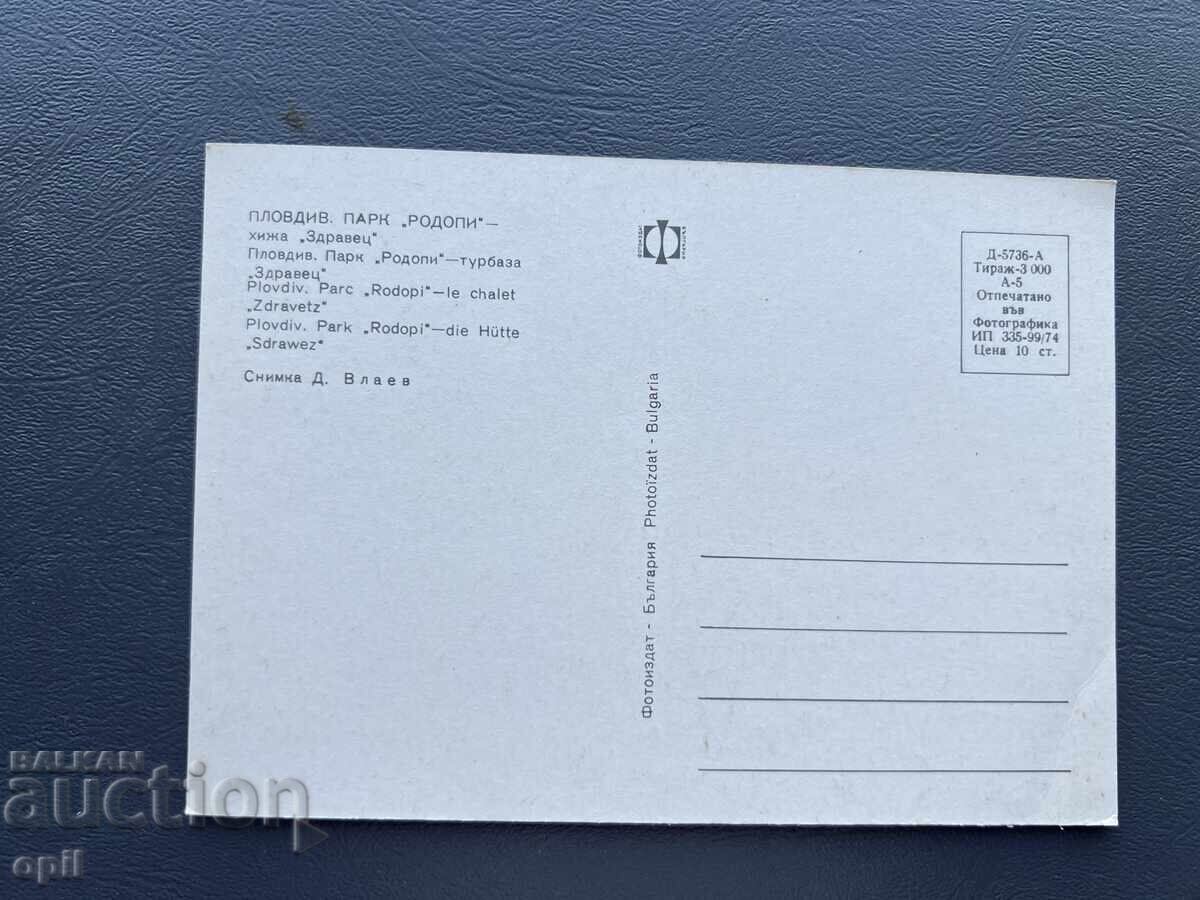 ПЛОВДИВ. ПАРК „РОДОПИ“—
хижа „Здравец“
Пловдив. Парк „Родопи“—турбаза
„Здравец“
Plovdiv. Parc „Rodopi“—le chalet
„Zdravetz“
Plovdiv. Park „Rodopi“—die Hütte
„Sdrawez“
Снимка Д. Влаев
Фотоиздат - България Photoïzdat - Bulgaria
Д-5736-А
Тираж-3 000
А-5
Отпечатано
във
Фотографика
ИП 335-99/74
Цена 10 ст.
BALKAN
auction
opil